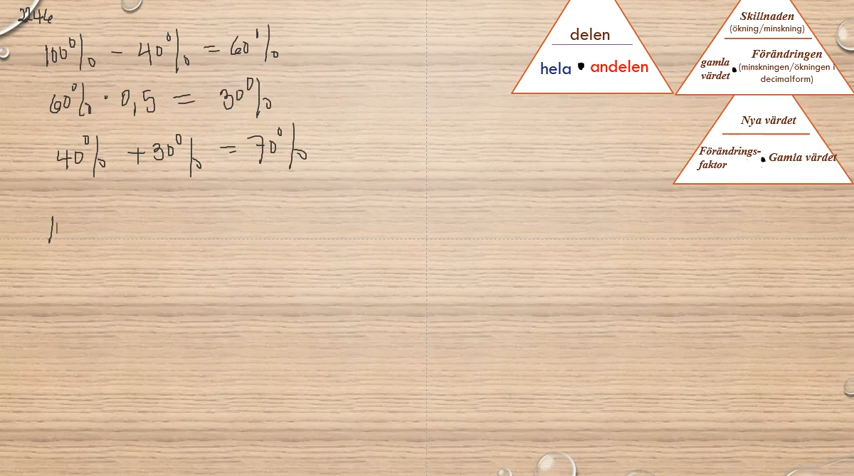 2246
100% - 40% = 60%
60% · 0,5 = 30%
40% + 30% = 70%
delen
hela • andelen
Skillnaden
(ökning/minskning)
gamla värdet • Förändringen
(minskningen/ökningen i
decimalform)
Nya värdet
Förändrings-
faktor • Gamla värdet